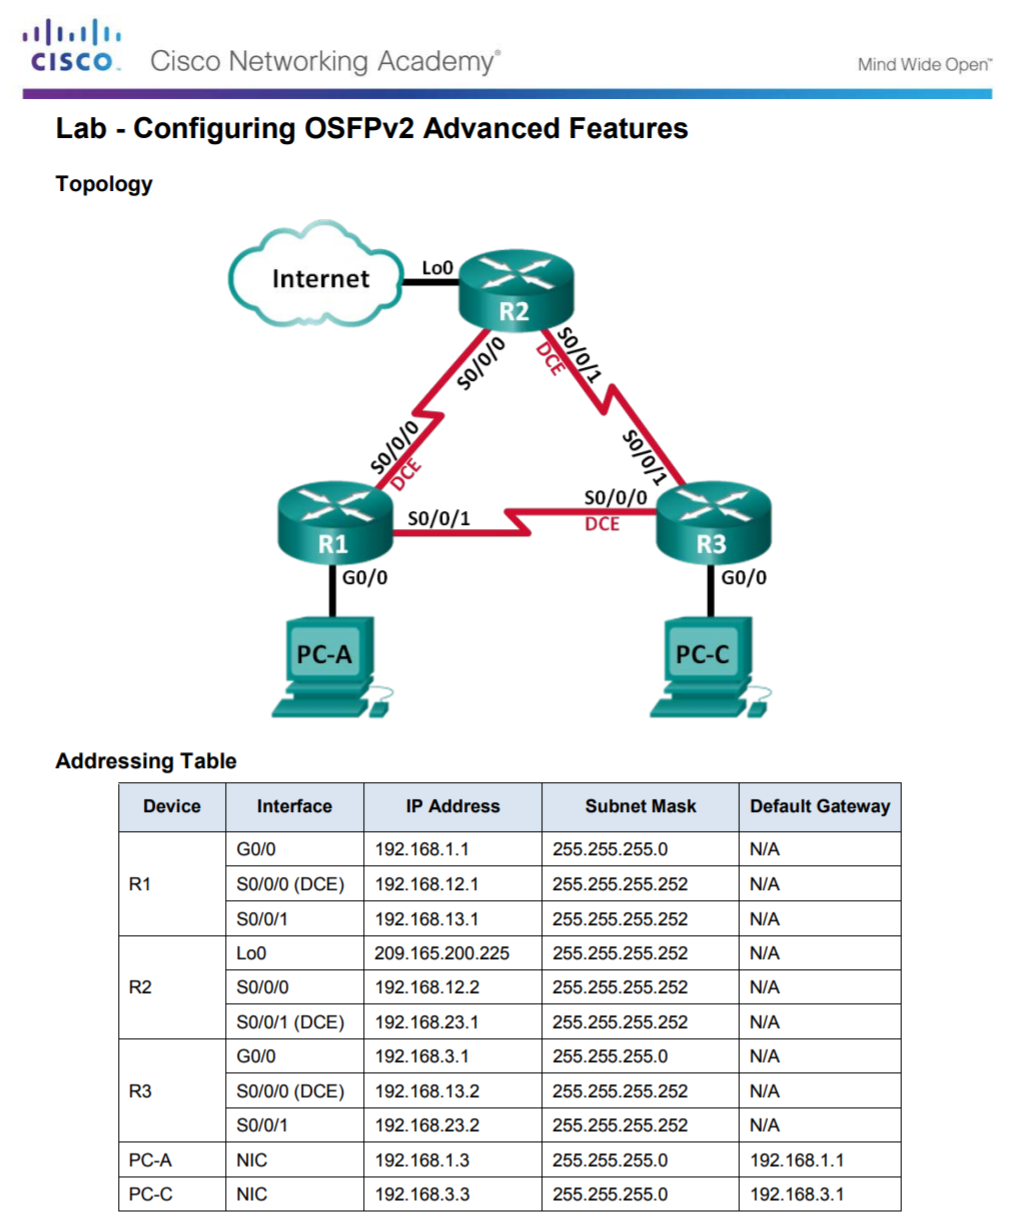 CISCO. Cisco Networking Academy® Mind Wide Open™
Lab - Configuring OSFPv2 Advanced Features
Topology
Internet
Lo0
R2
S0/0/0
S0/0/1
DCE
S0/0/0
DCE
S0/0/1
R1
S0/0/1
S0/0/0
DCE
R3
G0/0
G0/0
PC-A
PC-C
Addressing Table
Device Interface IP Address Subnet Mask Default Gateway
R1 G0/0 192.168.1.1 255.255.255.0 N/A
S0/0/0 (DCE) 192.168.12.1 255.255.255.252 N/A
S0/0/1 192.168.13.1 255.255.255.252 N/A
R2 Lo0 209.165.200.225 255.255.255.252 N/A
S0/0/0 192.168.12.2 255.255.255.252 N/A
S0/0/1 (DCE) 192.168.23.1 255.255.255.252 N/A
R3 G0/0 192.168.3.1 255.255.255.0 N/A
S0/0/0 (DCE) 192.168.13.2 255.255.255.252 N/A
S0/0/1 192.168.23.2 255.255.255.252 N/A
PC-A NIC 192.168.1.3 255.255.255.0 192.168.1.1
PC-C NIC 192.168.3.3 255.255.255.0 192.168.3.1